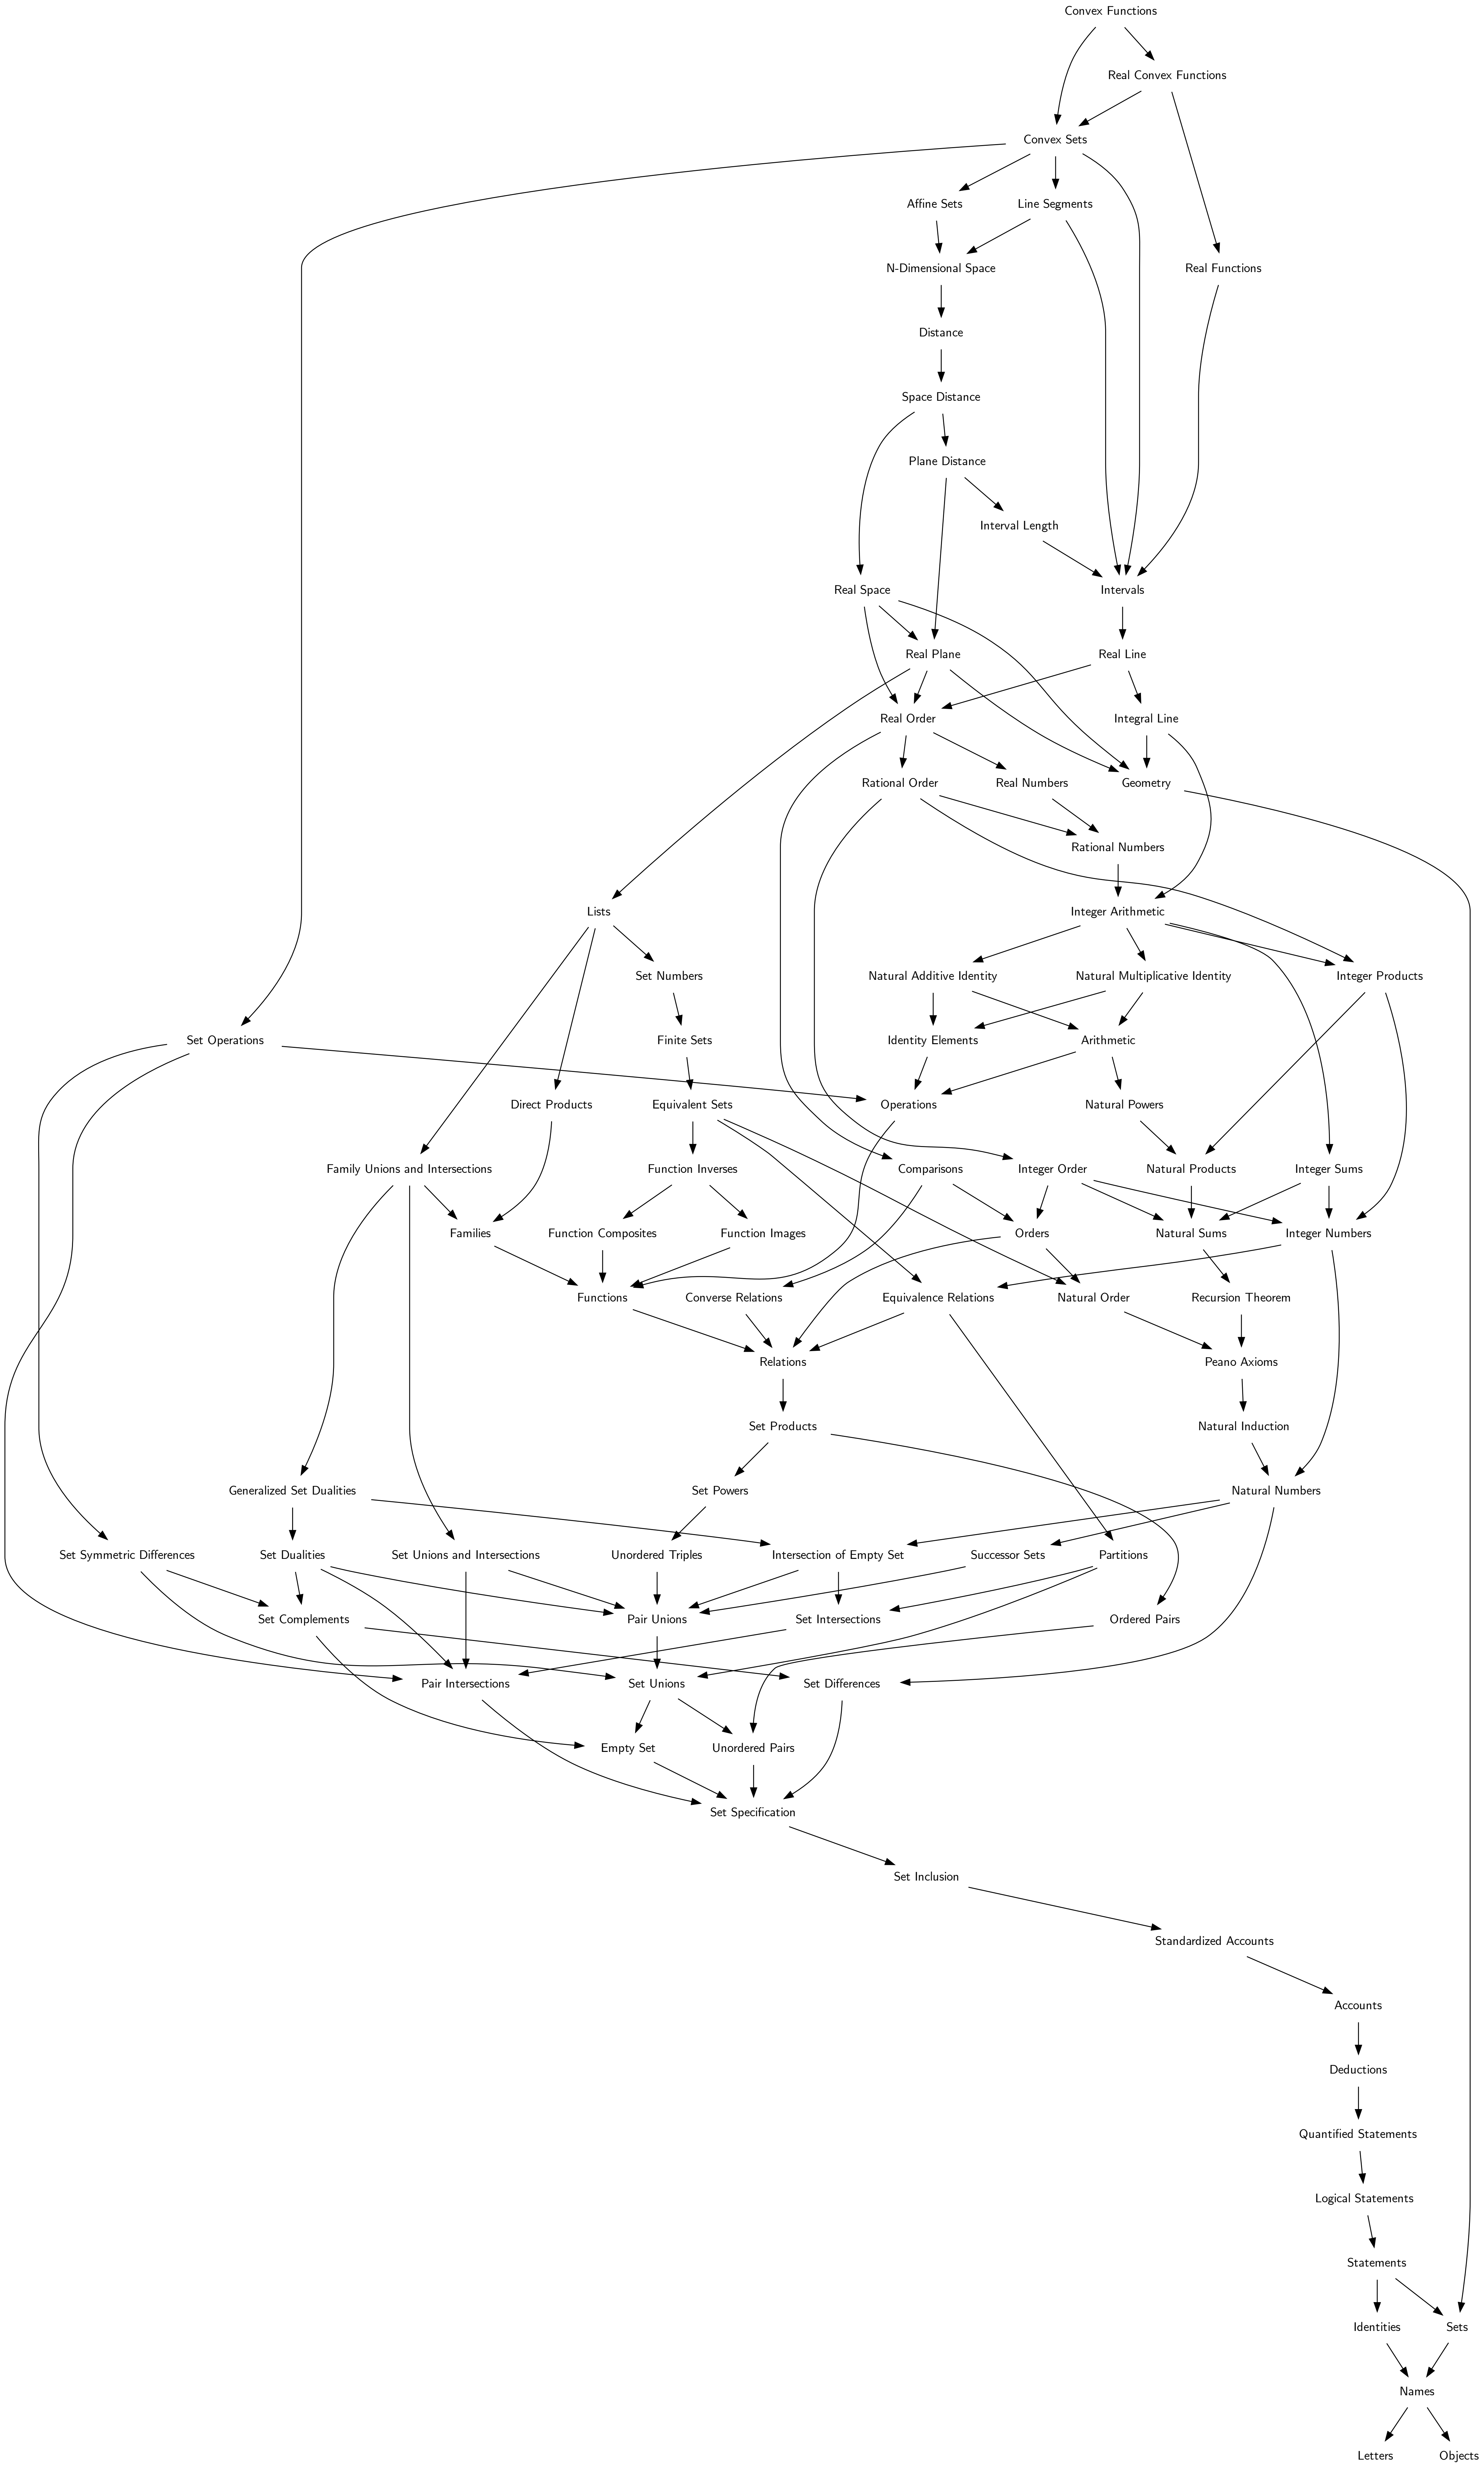 Convex Functions
Real Convex Functions
Convex Sets
Affine Sets
Line Segments
N-Dimensional Space
Real Functions
Distance
Space Distance
Plane Distance
Interval Length
Real Space
Intervals
Real Plane
Real Line
Real Order
Integral Line
Rational Order
Real Numbers
Geometry
Rational Numbers
Lists
Integer Arithmetic
Set Numbers
Natural Additive Identity
Natural Multiplicative Identity
Integer Products
Set Operations
Finite Sets
Identity Elements
Arithmetic
Direct Products
Equivalent Sets
Operations
Natural Powers
Family Unions and Intersections
Function Inverses
Comparisons
Integer Order
Natural Products
Integer Sums
Families
Function Composites
Function Images
Orders
Natural Sums
Integer Numbers
Functions
Converse Relations
Equivalence Relations
Natural Order
Recursion Theorem
Relations
Peano Axioms
Set Products
Natural Induction
Generalized Set Dualities
Set Powers
Natural Numbers
Set Symmetric Differences
Set Dualities
Set Unions and Intersections
Unordered Triples
Intersection of Empty Set
Successor Sets
Partitions
Set Complements
Pair Unions
Set Intersections
Ordered Pairs
Pair Intersections
Set Unions
Set Differences
Empty Set
Unordered Pairs
Set Specification
Set Inclusion
Standardized Accounts
Accounts
Deductions
Quantified Statements
Logical Statements
Statements
Identities
Sets
Names
Letters
Objects